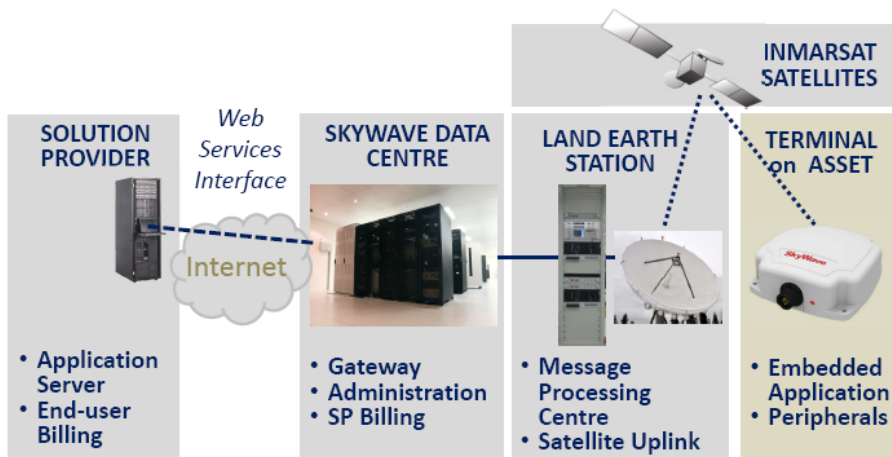 INMARSAT
SATELLITES
SOLUTION
PROVIDER
Web
Services
Interface
SKYWAVE DATA
CENTRE
LAND EARTH
STATION
TERMINAL
on ASSET
Internet
SkyWave
• Application
Server
• End-user
Billing
• Gateway
• Administration
• SP Billing
• Message
Processing
Centre
• Satellite Uplink
• Embedded
Application
• Peripherals